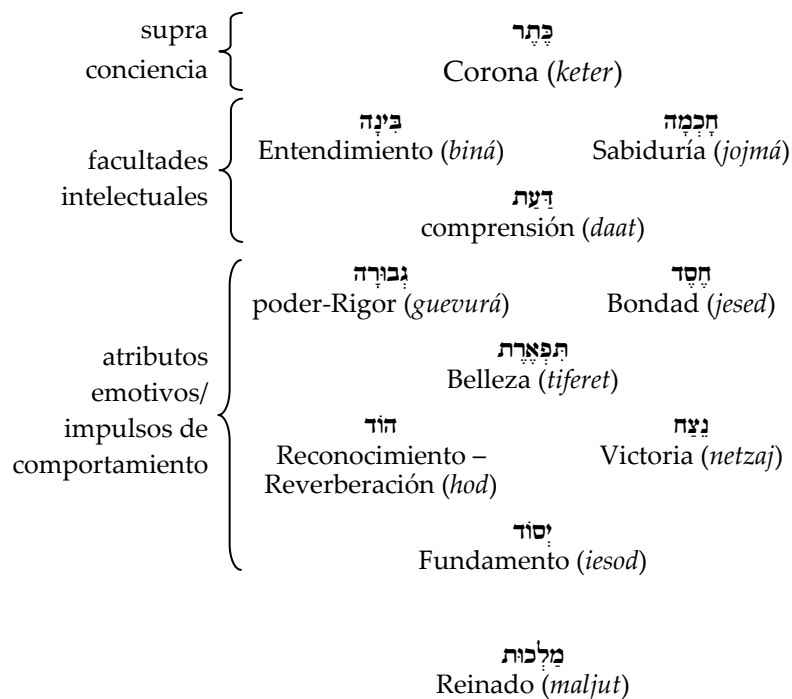 supra
conciencia
כֶּתֶר
Corona (keter)
facultades
intelectuales
בִּינָה
Entendimiento (biná)
חָכְמָה
Sabiduría (jojmá)
דַּעַת
comprensión (daat)
atributos
emotivos/
impulsos de
comportamiento
גְּבוּרָה
poder-Rigor (guevurá)
חֶסֶד
Bondad (jesed)
תִּפְאֶרֶת
Belleza (tiferet)
הוֹד
Reconocimiento –
Reverberación (hod)
נֵצַח
Victoria (netzaj)
יְסוֹד
Fundamento (iesod)
מַלְכוּת
Reinado (maljut)